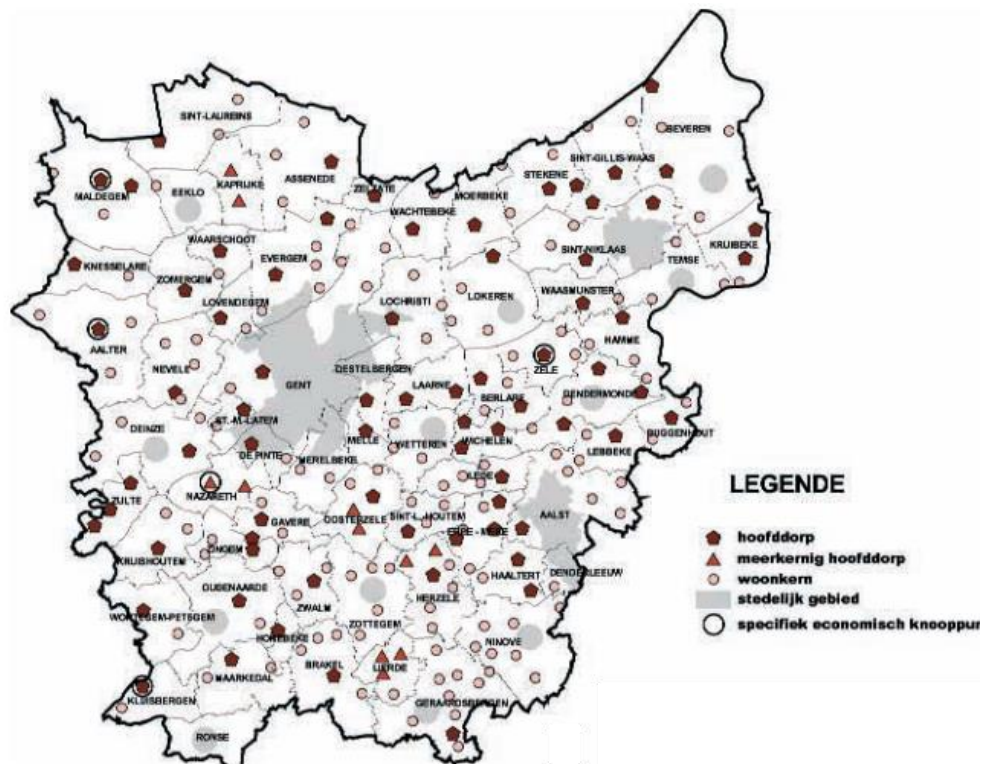 SINT-LAUREINS
BEVEREN
SINT-GILLIS-WAAS
KAPRIJKE
ASSENEDE
STEKENE
ZELZATE
MOERBEKE
MALDEGEM
EEKLO
WACHTEBEKE
KRUIBEKE
WAARSCHOOT
SINT-NIKLAAS
EVERGEM
TEMSE
KNESSELARE
ZOMERGEM
LOKEREN
WAASMUNSTER
LOVENDEGEM
LOCHRISTI
HAMME
AALTER
NEVELE
DESTELBERGEN
ZELE
GENT
LAARNE
BERLARE
DENDERMONDE
ST.-M-LATEM
DEINZE
BUGGENHOUT
MELLE
WETTEREN
WICHELEN
LEBBEKE
DE PINTE
MERELBEKE
LEDE
NAZARETH
ZULTE
AALST
OOSTERZELE
SINT-L.-HOUTEM
GAVERE
ERPE-MERE
KRUISHOUTEM
ZINGEM
HAALTERT
DENDERLEEUW
OUDENAARDE
HERZELE
WORTEGEM-PETEGEM
ZWALM
ZOTTEGEM
HOREBEKE
NINOVE
BRAKEL
LIERDE
MAARKEDAL
KLUISBERGEN
GERAARDSBERGEN
RONSE
LEGENDE
hoofddorp
meerkernig hoofddorp
woonkern
stedelijk gebied
specifiek economisch knooppun